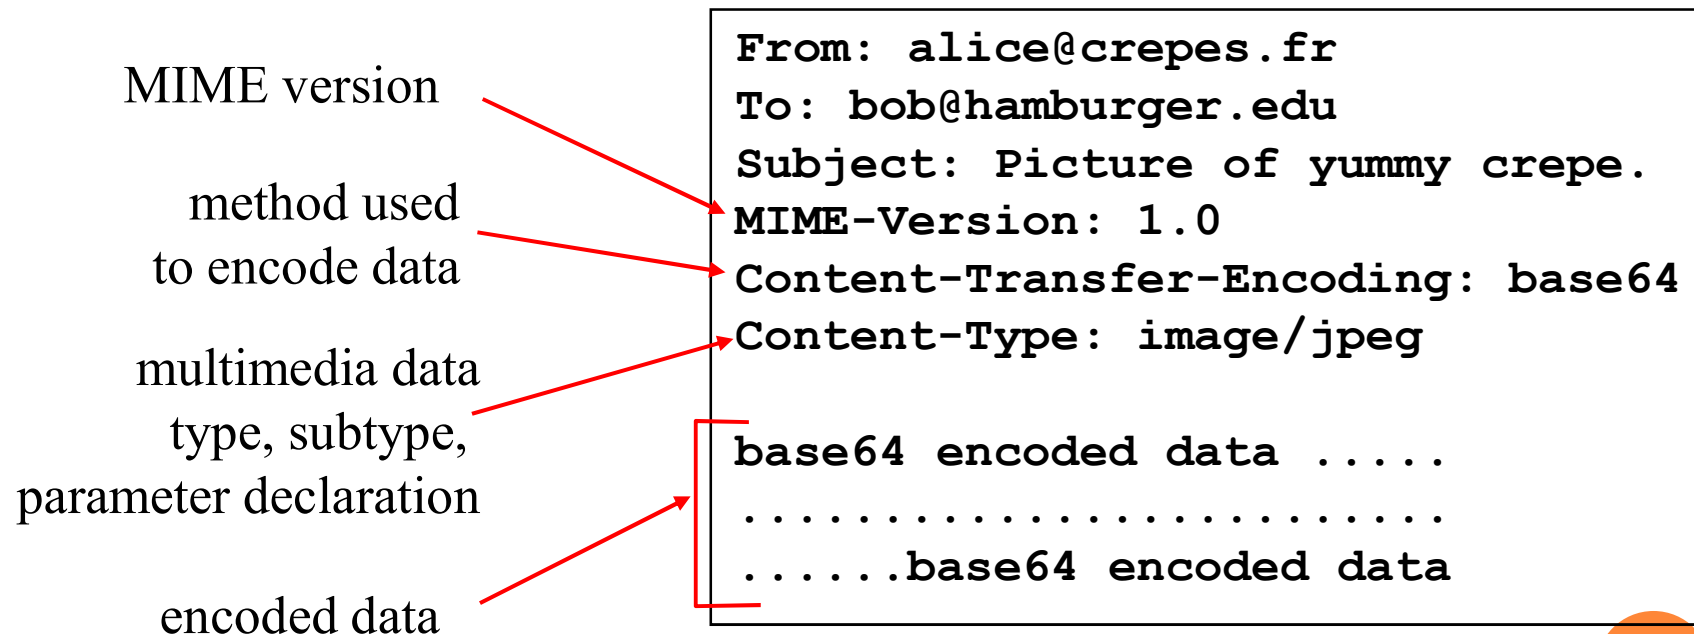 MIME version
method used
to encode data
multimedia data
type, subtype,
parameter declaration
encoded data
From: alice@crepes.fr
To: bob@hamburger.edu
Subject: Picture of yummy crepe.
MIME-Version: 1.0
Content-Transfer-Encoding: base64
Content-Type: image/jpeg
base64 encoded data .....
.........................
......base64 encoded data